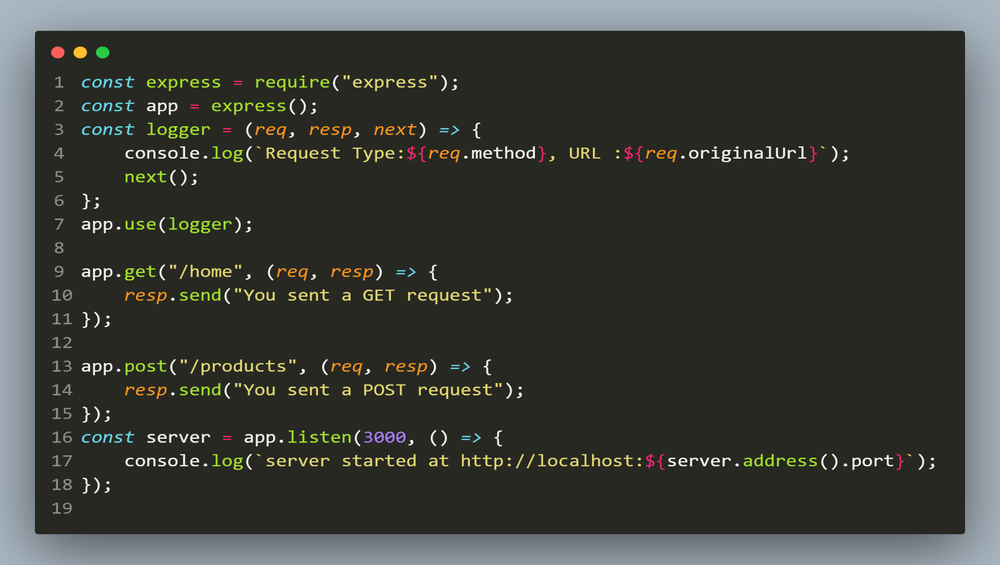 1 const express = require("express");
2 const app = express();
3 const logger = (req, resp, next) => {
4     console.log(`Request Type:${req.method}, URL :${req.originalUrl}`);
5     next();
6 };
7 app.use(logger);
8
9 app.get("/home", (req, resp) => {
10     resp.send("You sent a GET request");
11 });
12
13 app.post("/products", (req, resp) => {
14     resp.send("You sent a POST request");
15 });
16 const server = app.listen(3000, () => {
17     console.log(`server started at http://localhost:${server.address().port}`);
18 });
19